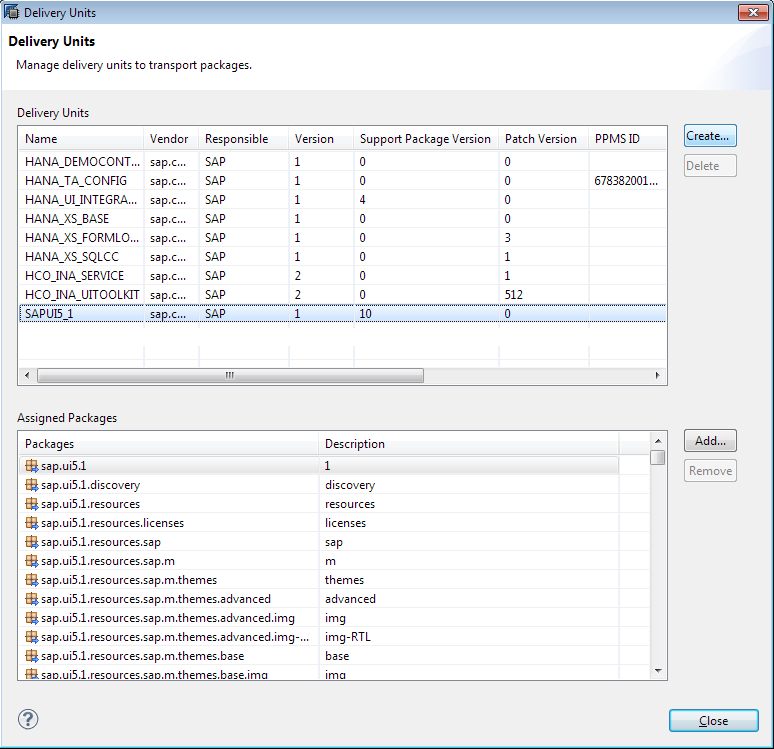 Delivery Units
Delivery Units
Manage delivery units to transport packages.
Delivery Units
Name Vendor Responsible Version Support Package Version Patch Version PPMS ID
HANA_DEMOCONT... sap.c... SAP 1 0 0
HANA_TA_CONFIG sap.c... SAP 1 0 0 678382001...
HANA_UI_INTEGRA... sap.c... SAP 1 4 0
HANA_XS_BASE sap.c... SAP 1 0 0
HANA_XS_FORMLO... sap.c... SAP 1 0 3
HANA_XS_SQLCC sap.c... SAP 1 0 1
HCO_INA_SERVICE sap.c... SAP 2 0 1
HCO_INA_UITOOLKIT sap.c... SAP 2 0 512
SAPUI5_1 sap.c... SAP 1 10 0
Create...
Delete
Assigned Packages
Packages Description
sap.ui5.1 1
sap.ui5.1.discovery discovery
sap.ui5.1.resources resources
sap.ui5.1.resources.licenses licenses
sap.ui5.1.resources.sap sap
sap.ui5.1.resources.sap.m m
sap.ui5.1.resources.sap.m.themes themes
sap.ui5.1.resources.sap.m.themes.advanced advanced
sap.ui5.1.resources.sap.m.themes.advanced.img img
sap.ui5.1.resources.sap.m.themes.advanced.img-... img-RTL
sap.ui5.1.resources.sap.m.themes.base base
sap.ui5.1.resources.sap.m.themes.base.img img
Add...
Remove
?
Close